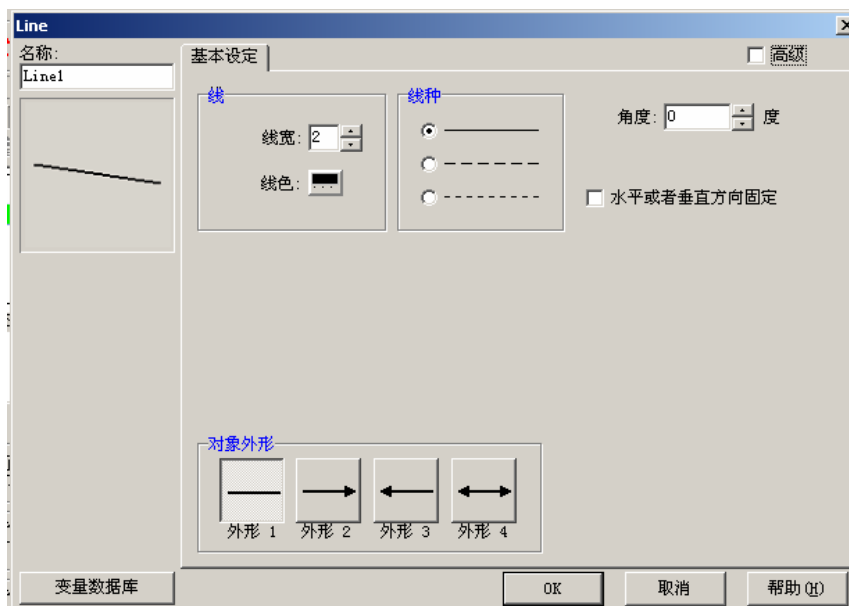 Line
名称:
Line1
基本设定
高级
线
线宽: 2
线色:
...
线种
角度: 0 度
水平或者垂直方向固定
对象外形
外形 1 外形 2 外形 3 外形 4
变量数据库
OK 取消 帮助(H)